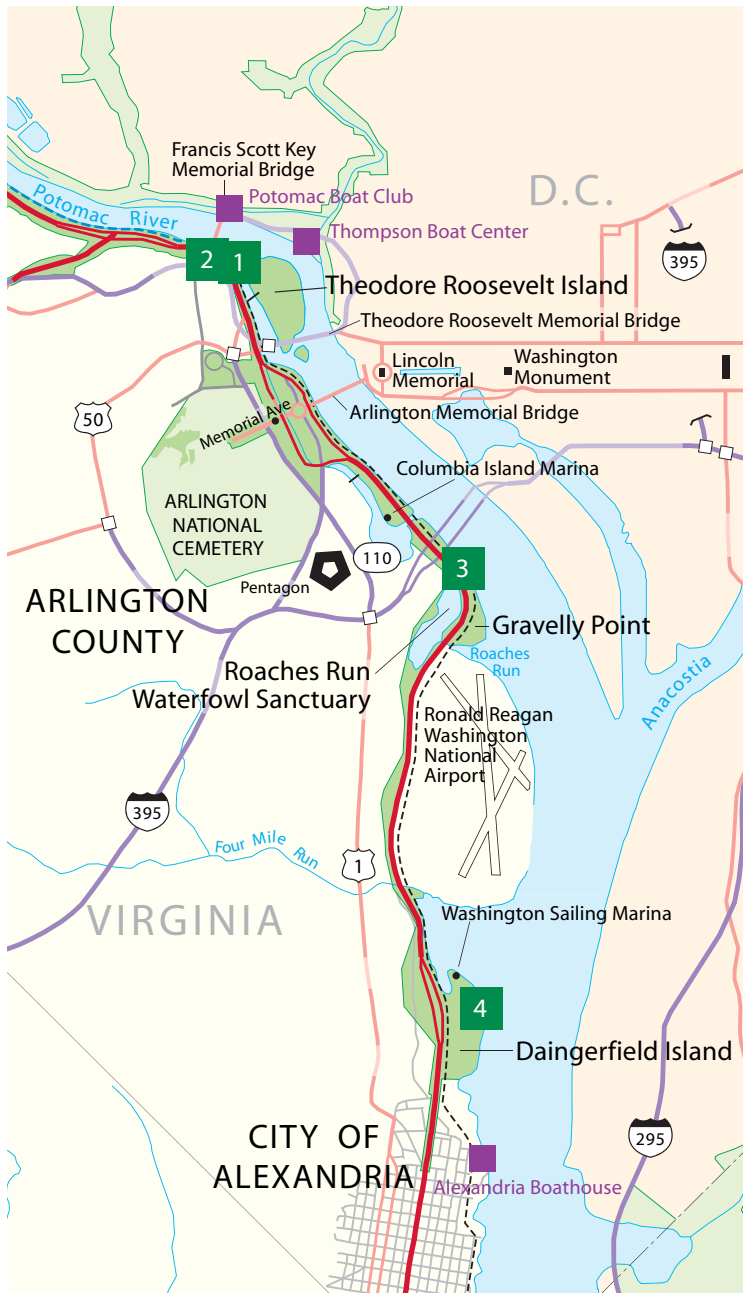 Francis Scott Key
Memorial Bridge
Potomac River
Potomac Boat Club
D.C.
Thompson Boat Center
2
1
395
Theodore Roosevelt Island
Theodore Roosevelt Memorial Bridge
Lincoln
Memorial
Washington
Monument
50
Memorial Ave
Arlington Memorial Bridge
Columbia Island Marina
ARLINGTON
NATIONAL
CEMETERY
110
3
Pentagon
ARLINGTON
COUNTY
Gravelly Point
Roaches
Run
Roaches Run
Waterfowl Sanctuary
Anacostia
Ronald Reagan
Washington
National
Airport
395
Four Mile Run
1
VIRGINIA
Washington Sailing Marina
4
Daingerfield Island
CITY OF
ALEXANDRIA
295
Alexandria Boathouse